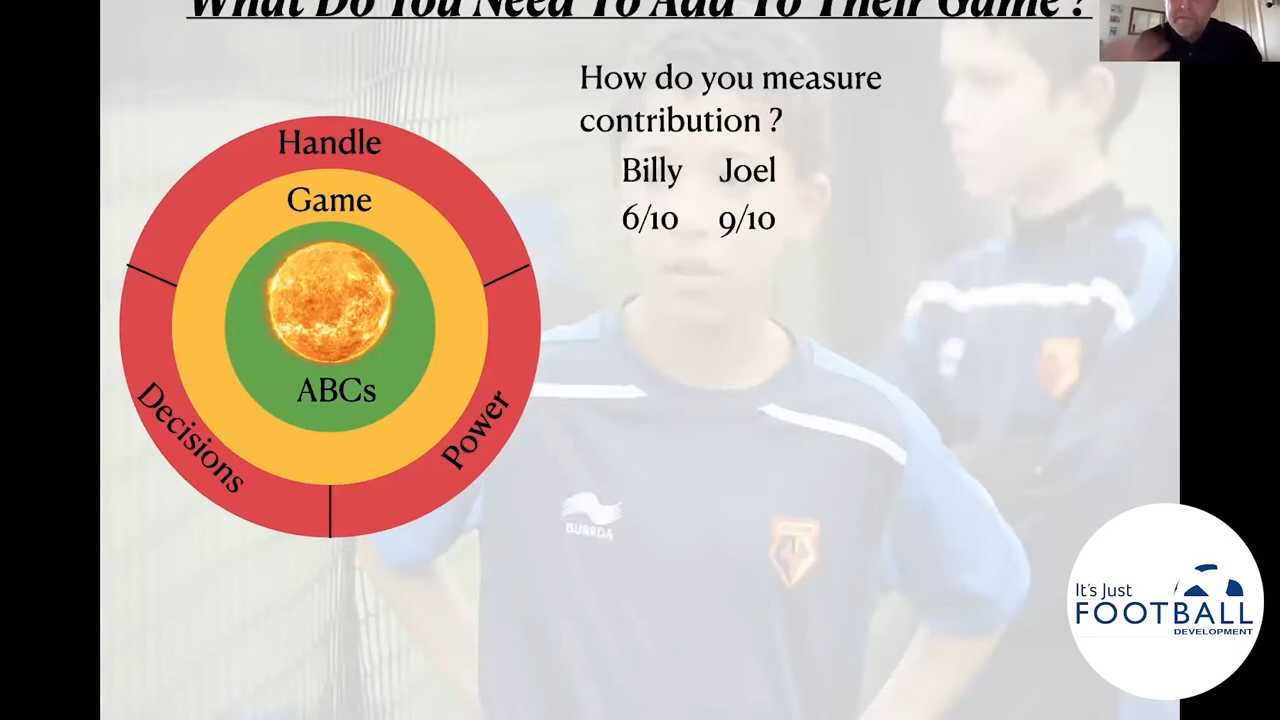 What Do You Need To Add To Their Game ?
How do you measure
contribution ?
Billy Joel
6/10 9/10
Handle
Game
ABCs
Decisions
Power
BURRDA
It's Just
FOOTBALL
DEVELOPMENT